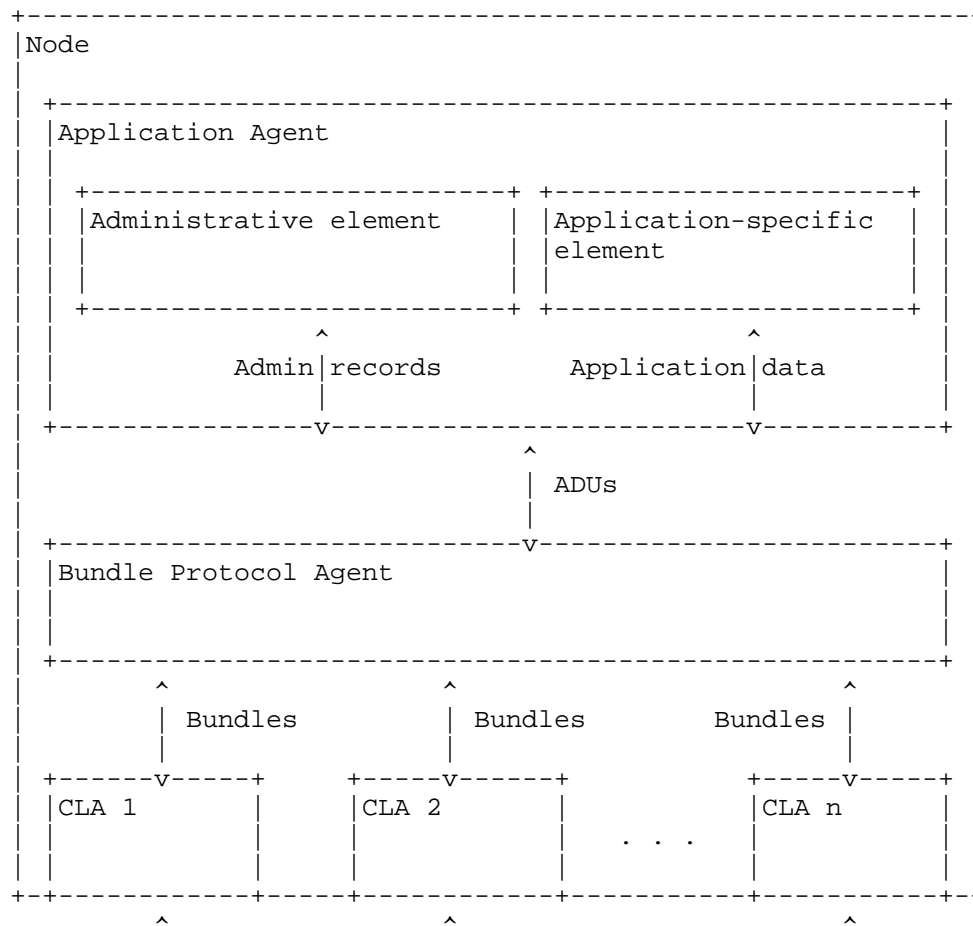 Node
Application Agent
Administrative element Application-specific
element
Admin records Application data
ADUs
Bundle Protocol Agent
Bundles Bundles Bundles
CLA 1 CLA 2 CLA n
. . .